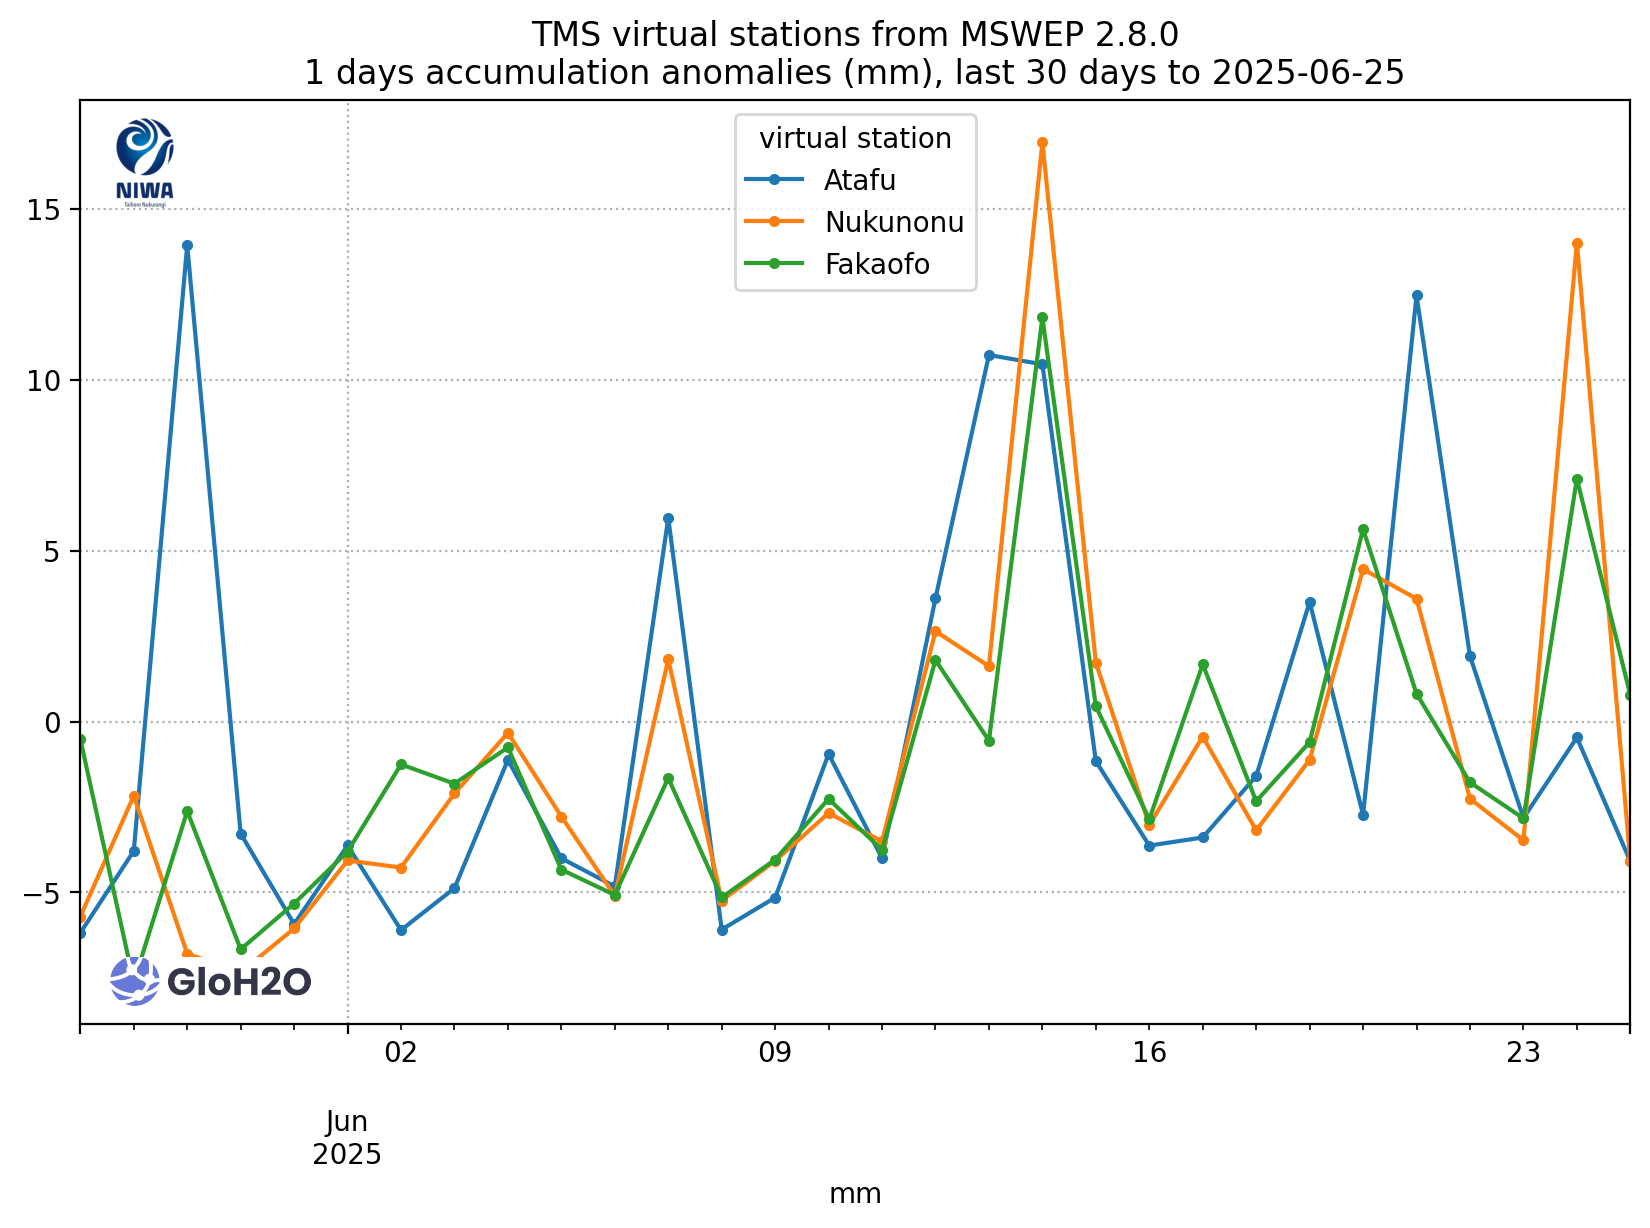 TMS virtual stations from MSWEP 2.8.0
1 days accumulation anomalies (mm), last 30 days to 2025-06-25
NIWA
Taihoro Nukurangi
virtual station
Atafu
Nukunonu
Fakaofo
15
10
5
0
−5
GloH2O
02
09
16
23
Jun
2025
mm